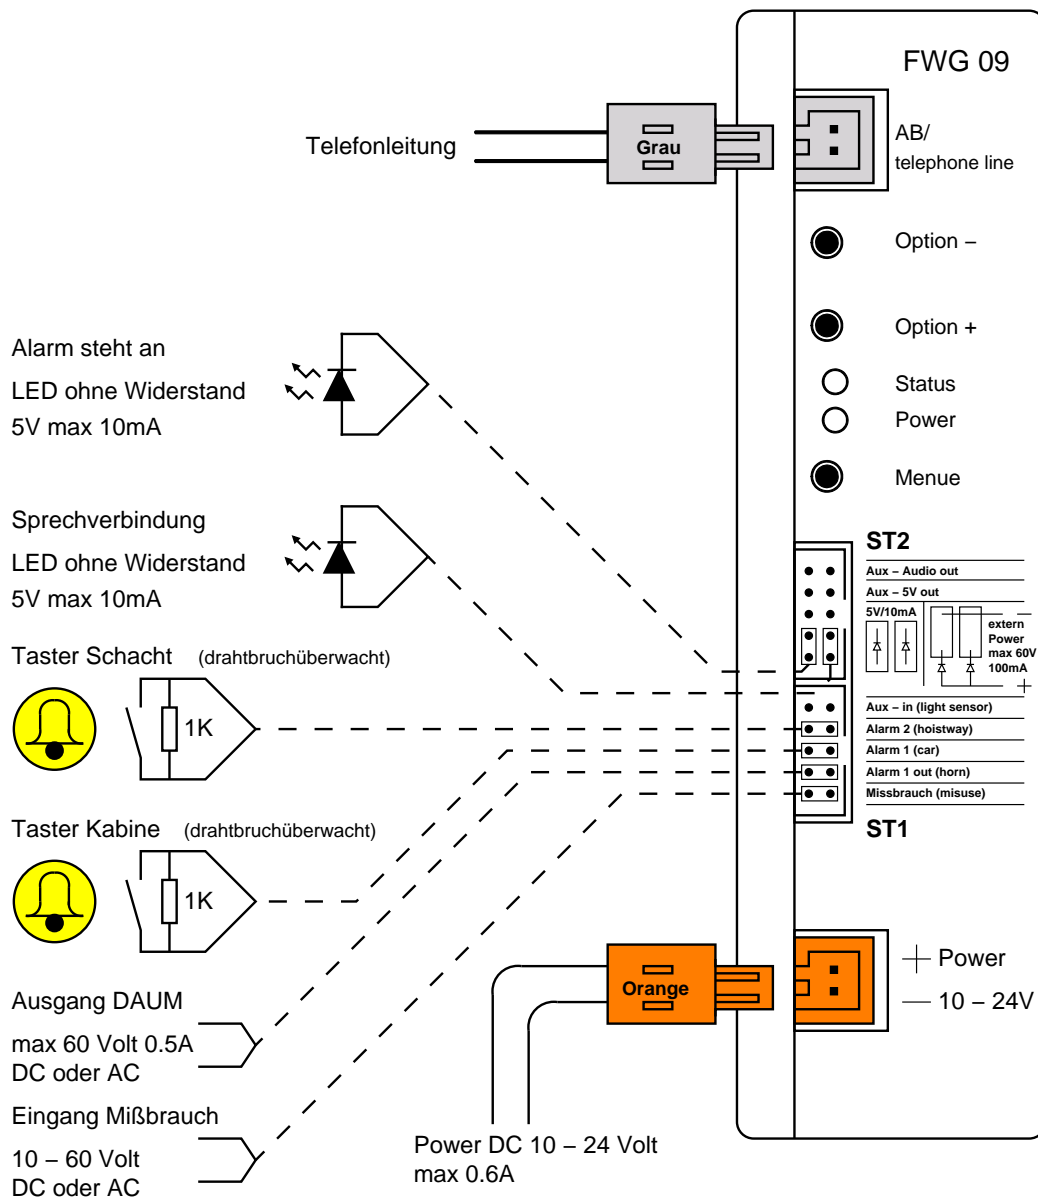 FWG 09
Telefonleitung
Grau
AB/
telephone line
Option –
Option +
Alarm steht an
LED ohne Widerstand
5V max 10mA
Status
Power
Menue
Sprechverbindung
LED ohne Widerstand
5V max 10mA
ST2
Aux – Audio out
Aux – 5V out
5V/10mA
extern
Power
max 60V
100mA
Taster Schacht (drahtbruchüberwacht)
1K
Aux – in (light sensor)
Alarm 2 (hoistway)
Alarm 1 (car)
Alarm 1 out (horn)
Missbrauch (misuse)
ST1
Taster Kabine (drahtbruchüberwacht)
1K
Orange
+ Power
— 10 – 24V
Ausgang DAUM
max 60 Volt 0.5A
DC oder AC
Eingang Mißbrauch
10 – 60 Volt
DC oder AC
Power DC 10 – 24 Volt
max 0.6A